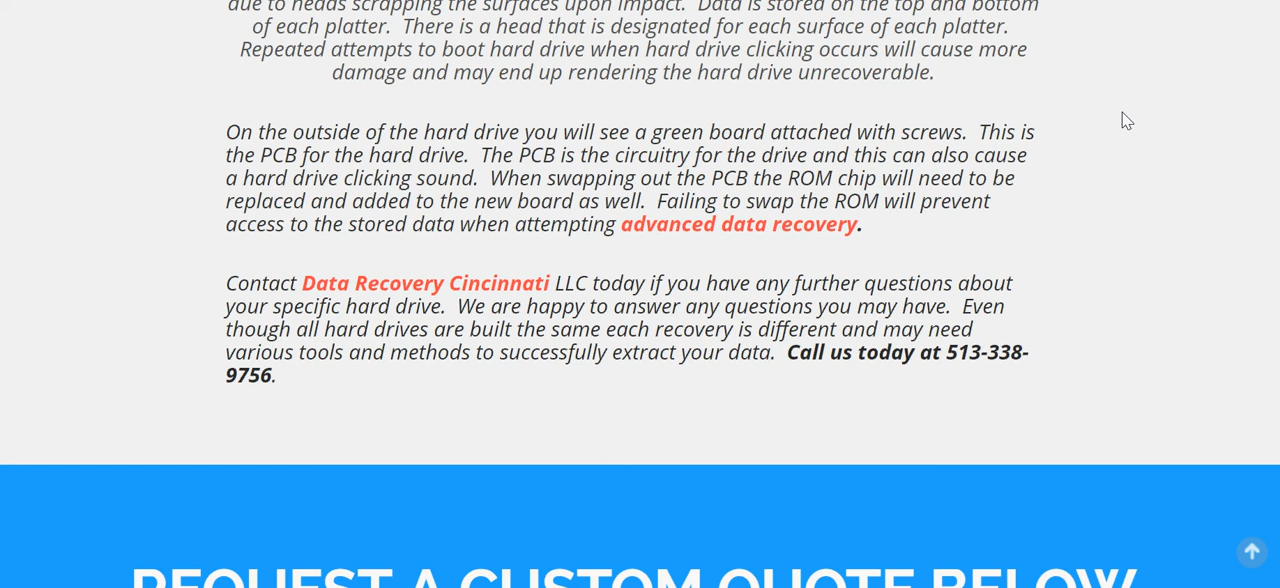 due to heads scrapping the surfaces upon impact.  Data is stored on the top and bottom
of each platter.  There is a head that is designated for each surface of each platter.
Repeated attempts to boot hard drive when hard drive clicking occurs will cause more
damage and may end up rendering the hard drive unrecoverable.
On the outside of the hard drive you will see a green board attached with screws.  This is
the PCB for the hard drive.  The PCB is the circuitry for the drive and this can also cause
a hard drive clicking sound.  When swapping out the PCB the ROM chip will need to be
replaced and added to the new board as well.  Failing to swap the ROM will prevent
access to the stored data when attempting advanced data recovery.
Contact Data Recovery Cincinnati LLC today if you have any further questions about
your specific hard drive.  We are happy to answer any questions you may have.  Even
though all hard drives are built the same each recovery is different and may need
various tools and methods to successfully extract your data.  Call us today at 513-338-
9756.
REQUEST A CUSTOM QUOTE BELOW